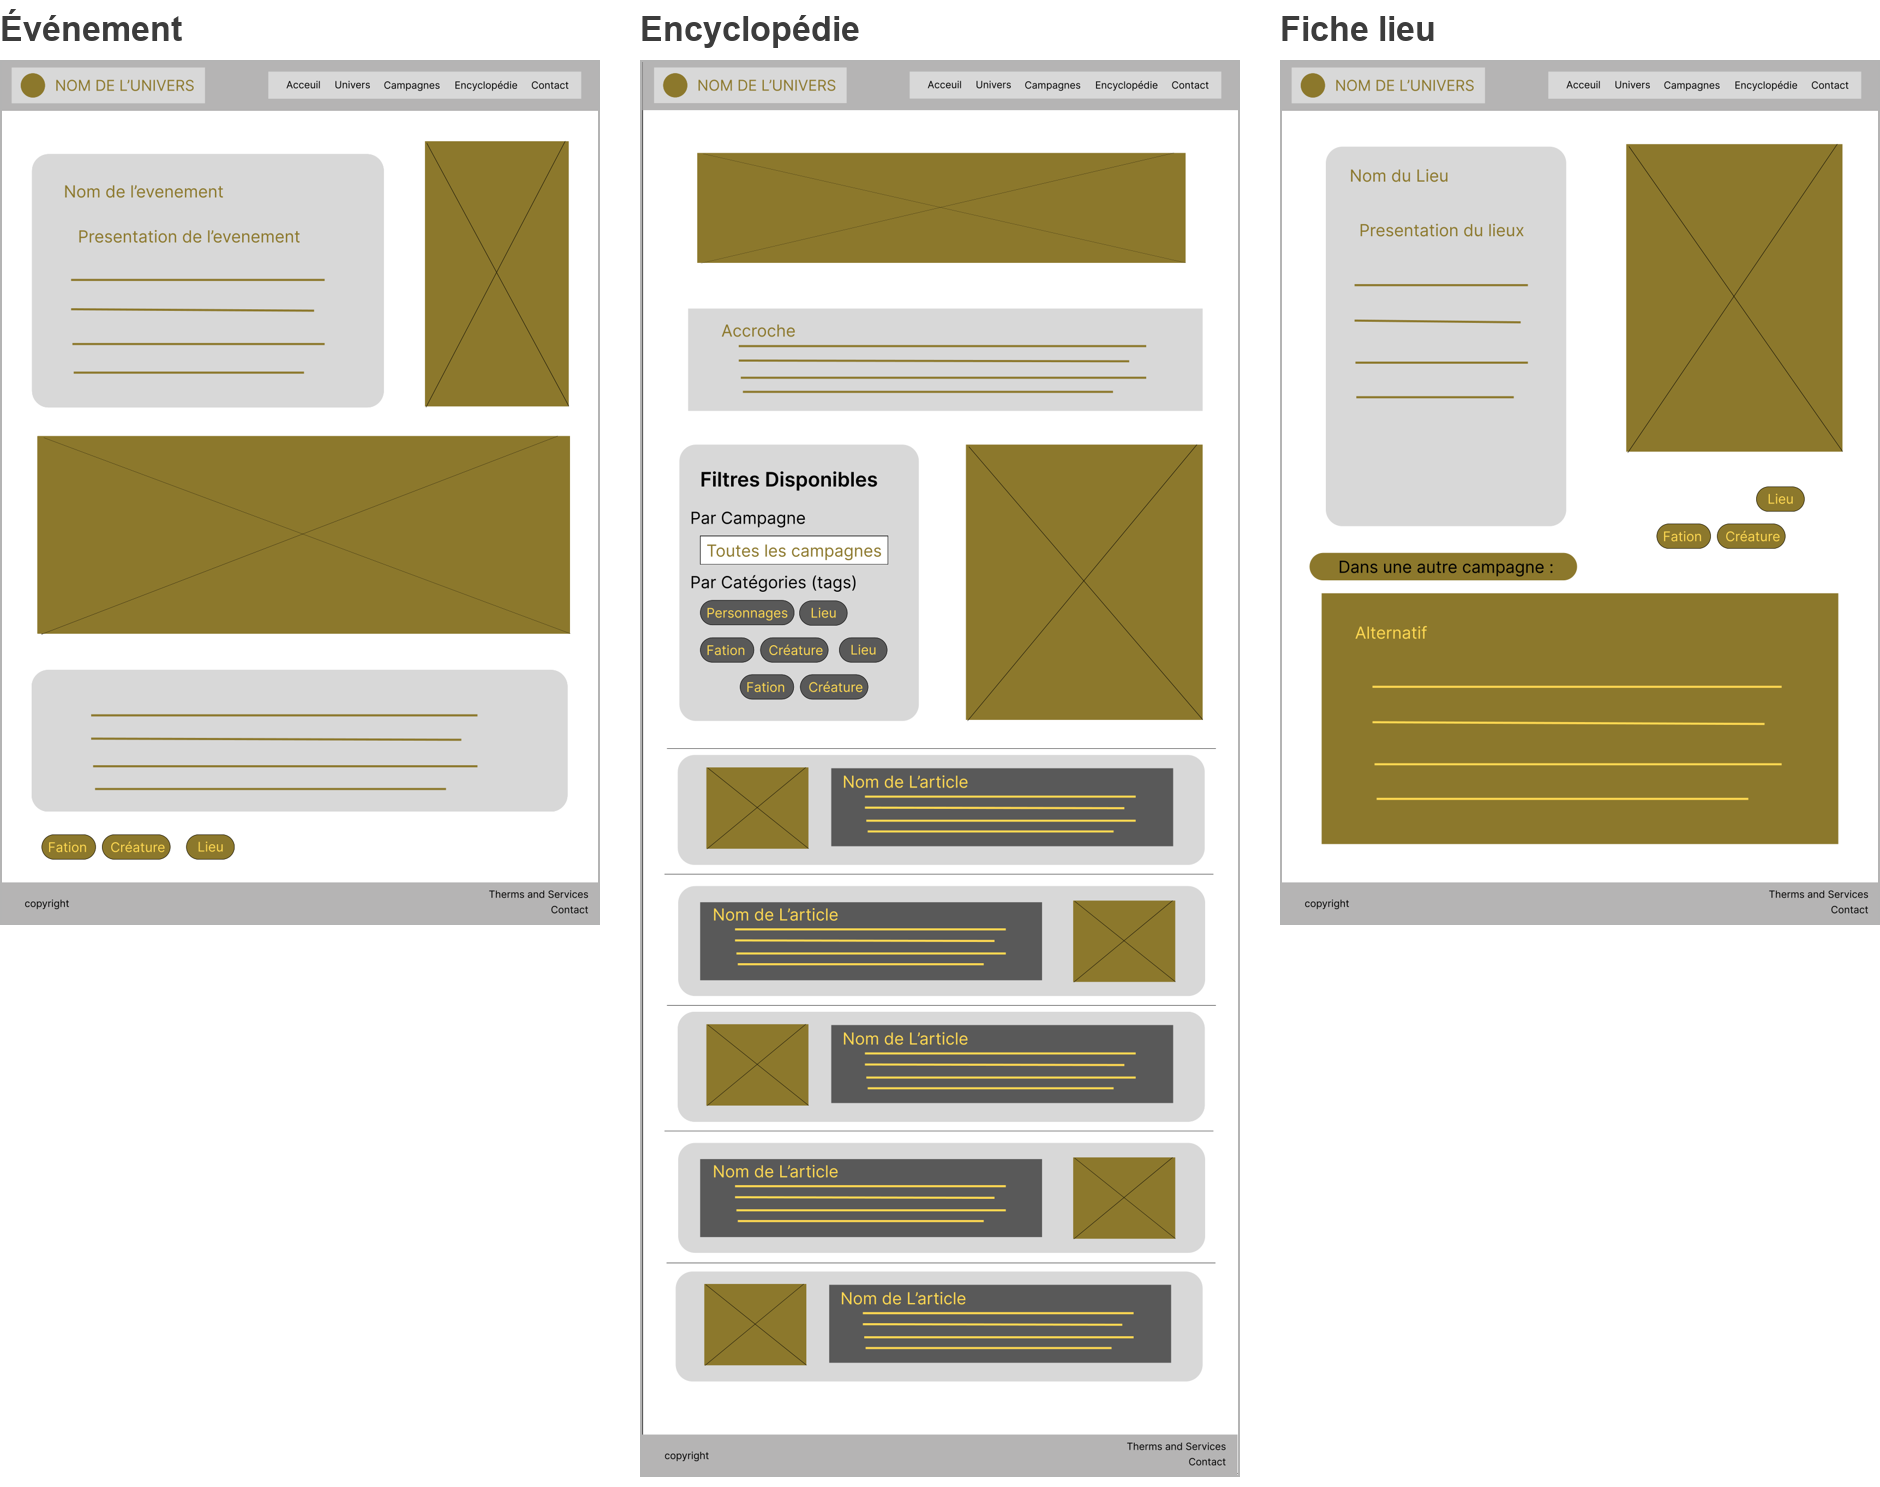 Événement
NOM DE L’UNIVERS
Acceuil Univers Campagnes Encyclopédie Contact
Nom de l’evenement
Presentation de l’evenement
Fation Créature Lieu
copyright
Therms and Services
Contact
Encyclopédie
NOM DE L’UNIVERS
Acceuil Univers Campagnes Encyclopédie Contact
Accroche
Filtres Disponibles
Par Campagne
Toutes les campagnes
Par Catégories (tags)
Personnages Lieu
Fation Créature Lieu
Fation Créature
Nom de L’article
Nom de L’article
Nom de L’article
Nom de L’article
Nom de L’article
copyright
Therms and Services
Contact
Fiche lieu
NOM DE L’UNIVERS
Acceuil Univers Campagnes Encyclopédie Contact
Nom du Lieu
Presentation du lieux
Lieu
Fation Créature
Dans une autre campagne :
Alternatif
copyright
Therms and Services
Contact